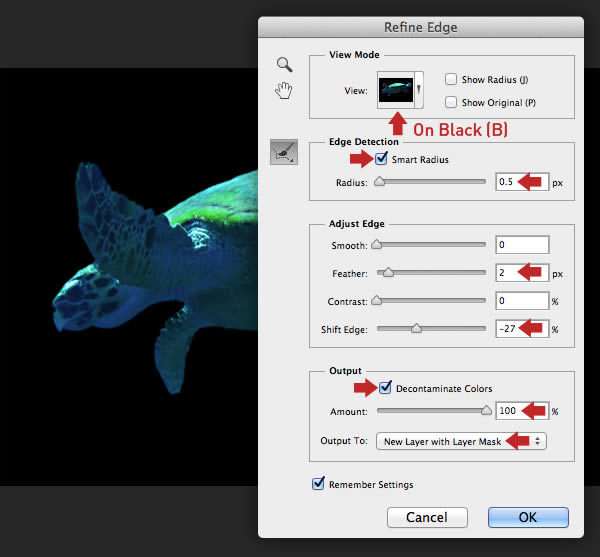 Refine Edge
View Mode
View:
Show Radius (J)
Show Original (P)
On Black (B)
Edge Detection
Smart Radius
Radius: 0.5 px
Adjust Edge
Smooth: 0
Feather: 2 px
Contrast: 0 %
Shift Edge: -27 %
Output
Decontaminate Colors
Amount: 100 %
Output To: New Layer with Layer Mask
Remember Settings
Cancel OK